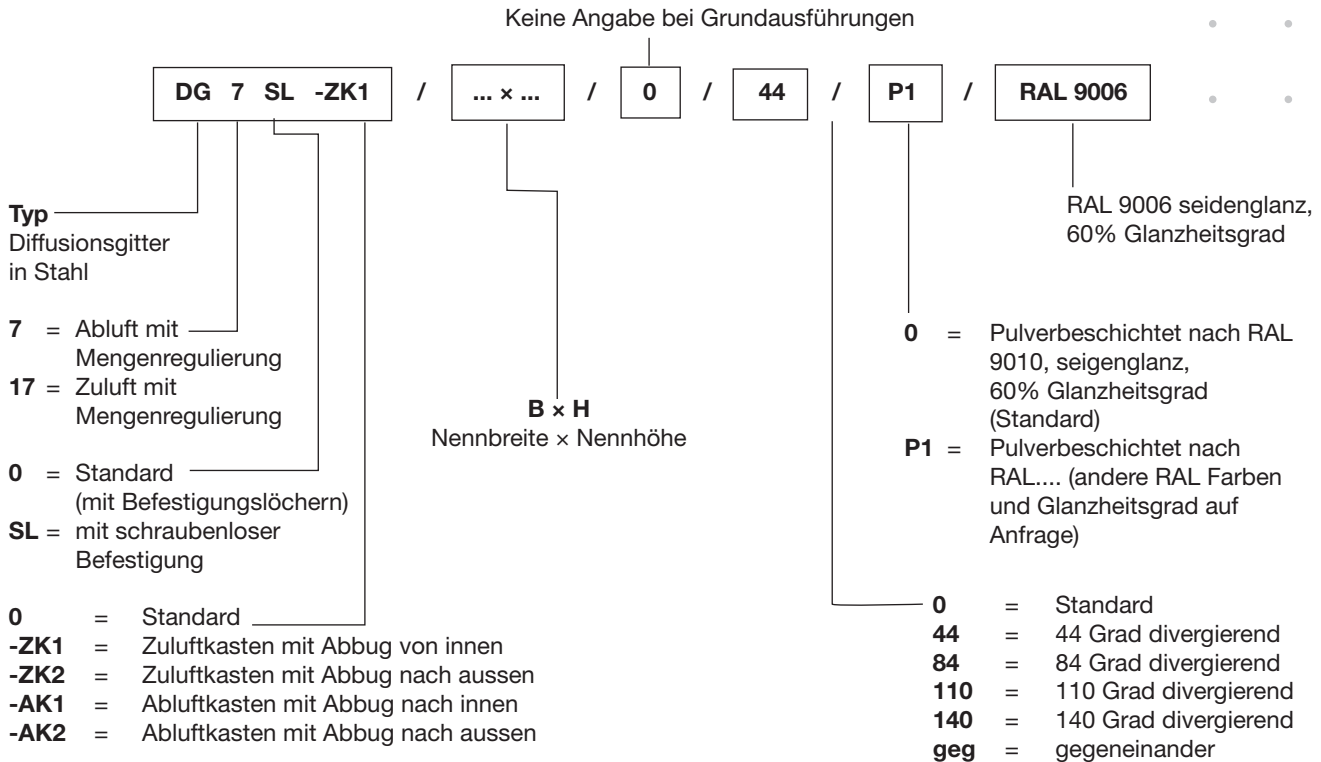 Keine Angabe bei Grundausführungen
DG 7 SL -ZK1 / ... × ... / 0 / 44 / P1 / RAL 9006
Typ
Diffusionsgitter
in Stahl
7 = Abluft mit
Mengenregulierung
17 = Zuluft mit
Mengenregulierung
0 = Standard
(mit Befestigungslöchern)
SL = mit schraubenloser
Befestigung
0 = Standard
-ZK1 = Zuluftkasten mit Abbug von innen
-ZK2 = Zuluftkasten mit Abbug nach aussen
-AK1 = Abluftkasten mit Abbug nach innen
-AK2 = Abluftkasten mit Abbug nach aussen
B × H
Nennbreite × Nennhöhe
RAL 9006 seidenglanz,
60% Glanzheitsgrad
0 = Pulverbeschichtet nach RAL
9010, seigenglanz,
60% Glanzheitsgrad
(Standard)
P1 = Pulverbeschichtet nach
RAL.... (andere RAL Farben
und Glanzheitsgrad auf
Anfrage)
0 = Standard
44 = 44 Grad divergierend
84 = 84 Grad divergierend
110 = 110 Grad divergierend
140 = 140 Grad divergierend
geg = gegeneinander